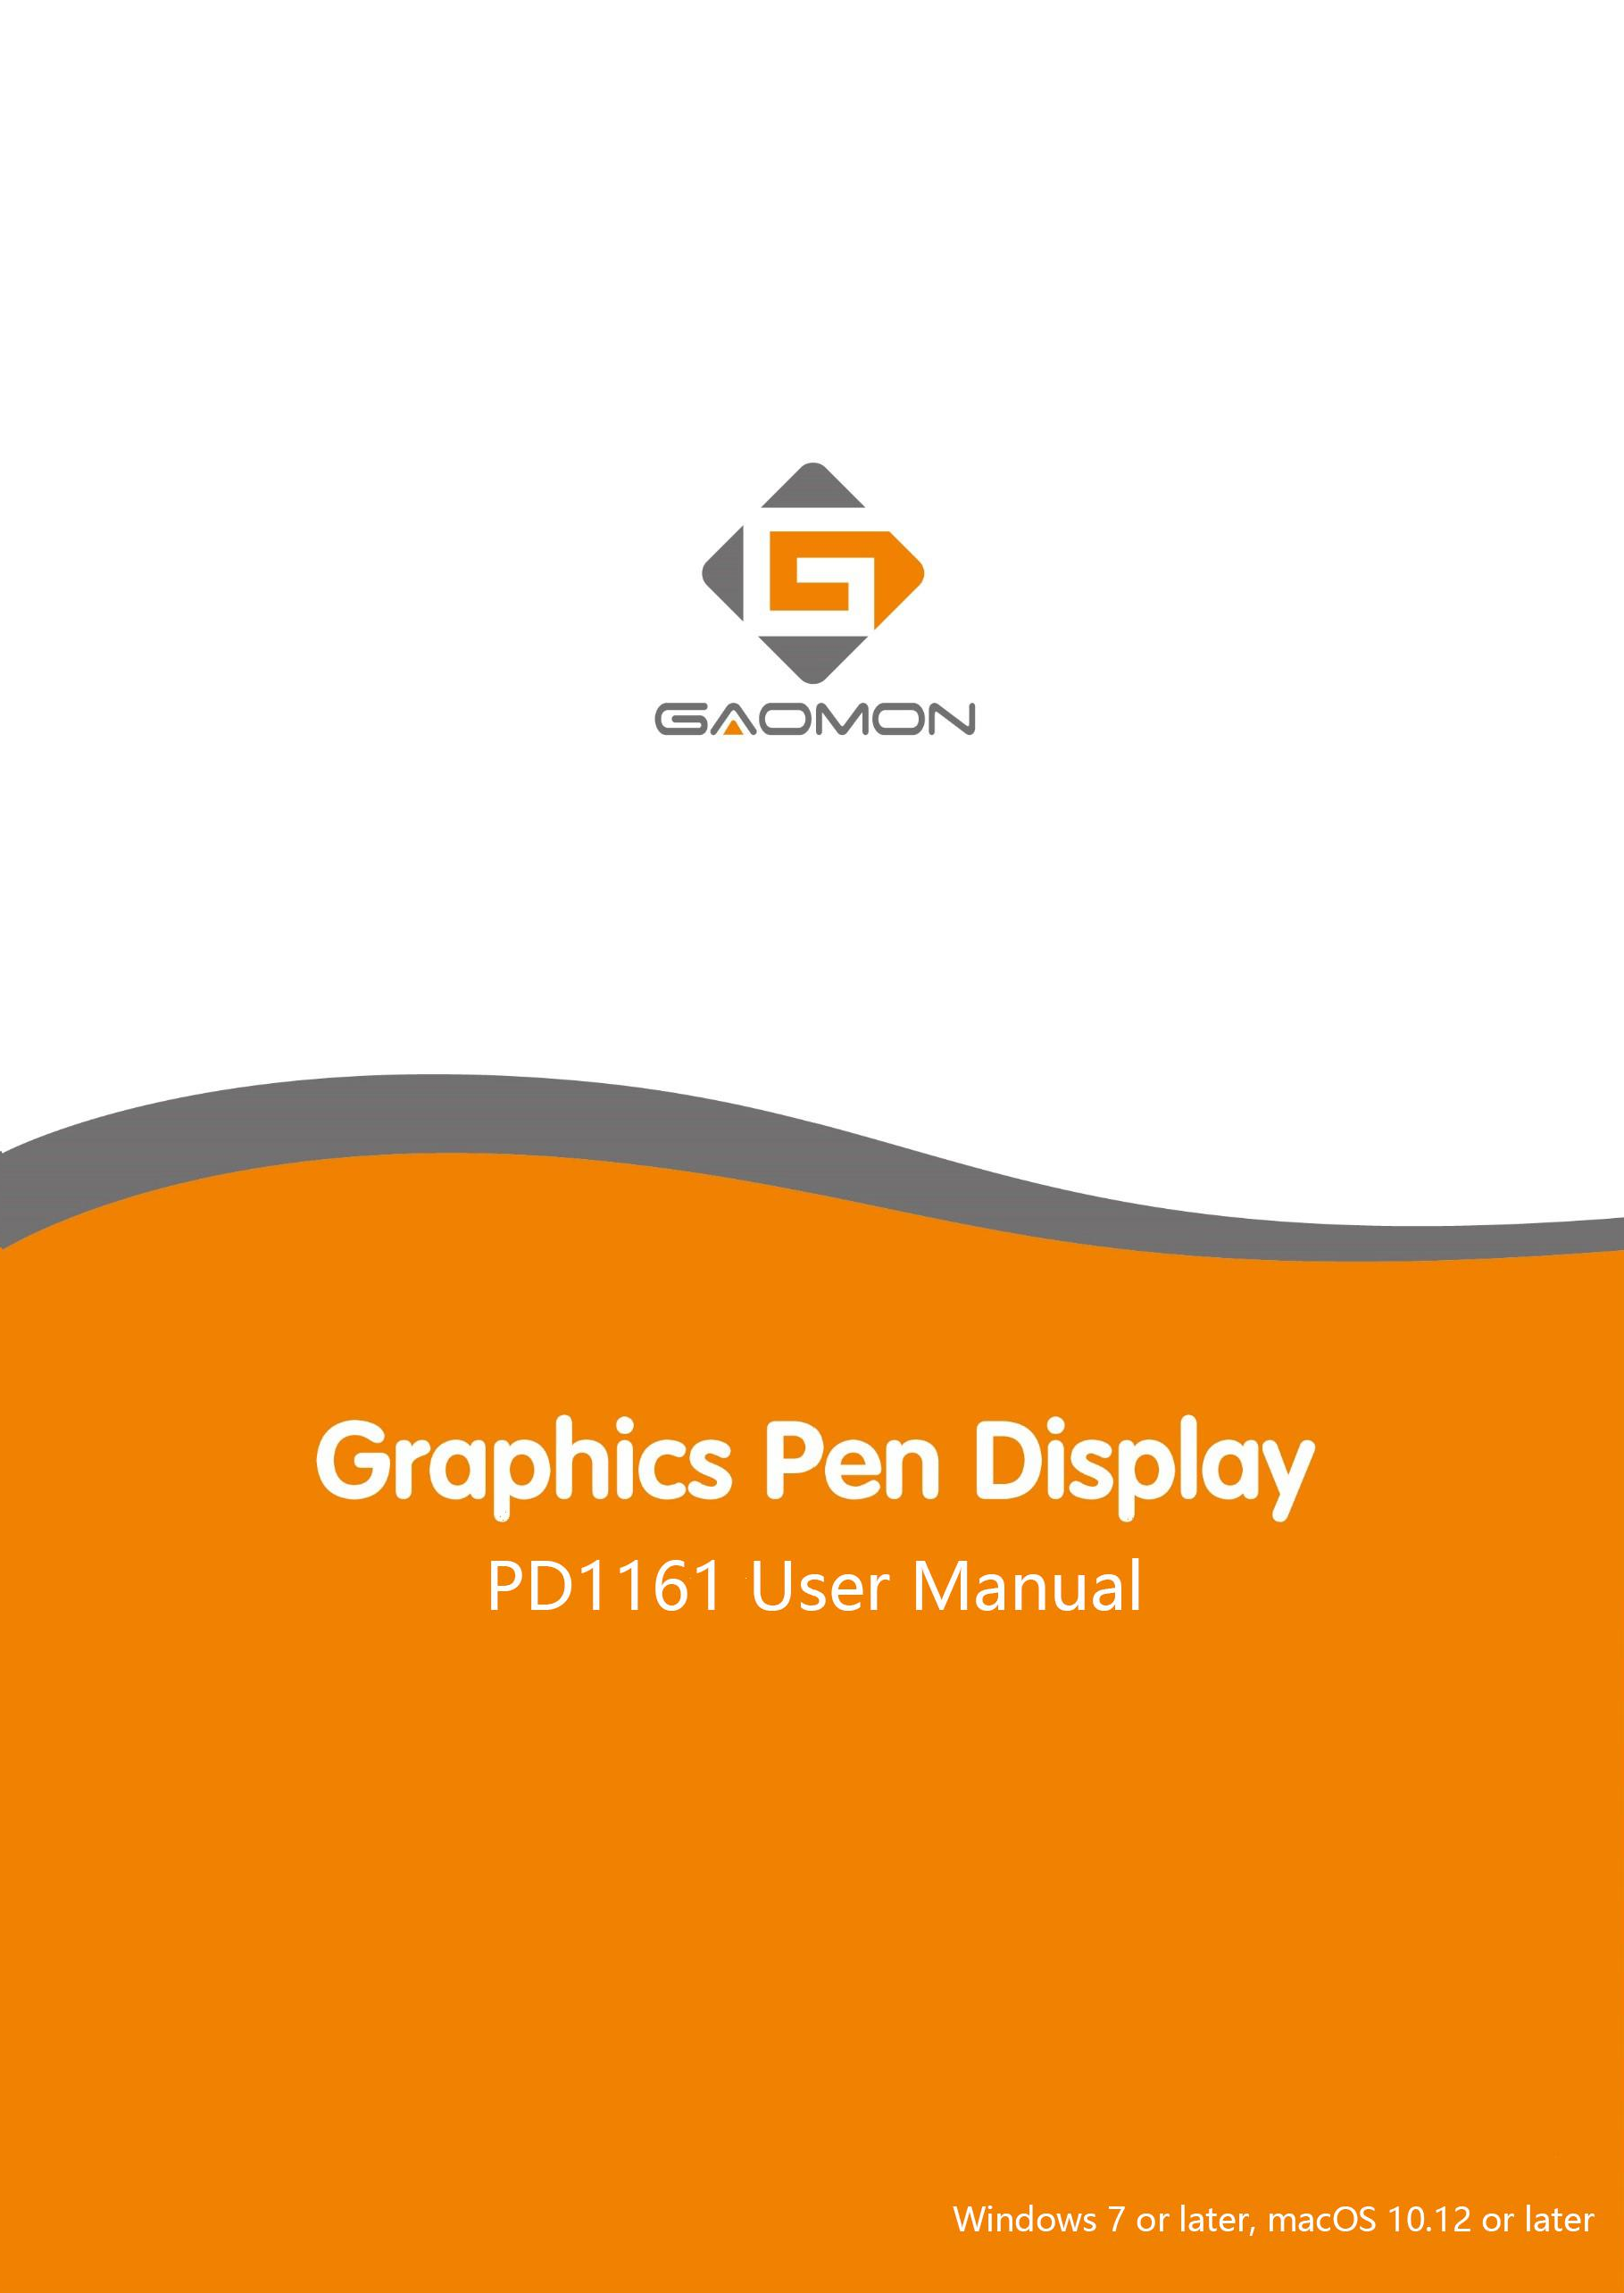 GAOMON
Graphics Pen Display
PD1161 User Manual
Windows 7 or later, macOS 10.12 or later